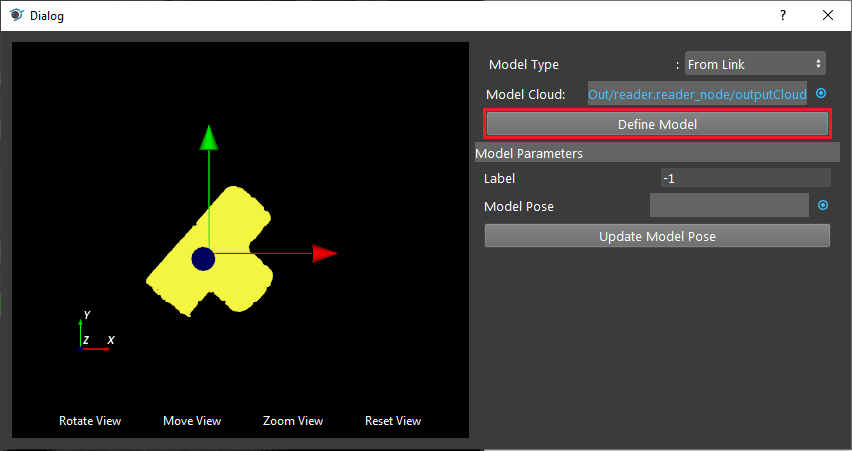 Dialog
?
Model Type : From Link
Model Cloud: Out/reader.reader_node/outputCloud
Define Model
Model Parameters
Label -1
Model Pose
Update Model Pose
Y
Z X
Rotate View Move View Zoom View Reset View